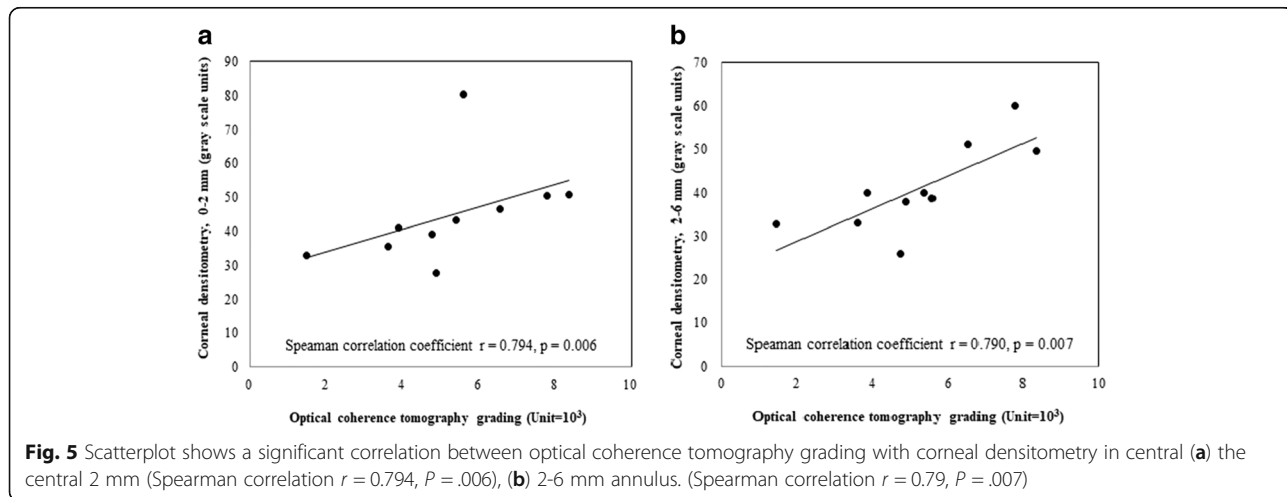 a
Corneal densitometry, 0-2 mm (gray scale units)
90
80
70
60
50
40
30
20
10
0
Speaman correlation coefficient r = 0.794, p = 0.006
0 2 4 6 8 10
Optical coherence tomography grading (Unit=10³)
b
Corneal densitometry, 2-6 mm (gray scale units)
70
60
50
40
30
20
10
0
Speaman correlation coefficient r = 0.790, p = 0.007
0 2 4 6 8 10
Optical coherence tomography grading (Unit=10³)
Fig. 5 Scatterplot shows a significant correlation between optical coherence tomography grading with corneal densitometry in central (a) the
central 2 mm (Spearman correlation r = 0.794, P = .006), (b) 2-6 mm annulus. (Spearman correlation r = 0.79, P = .007)